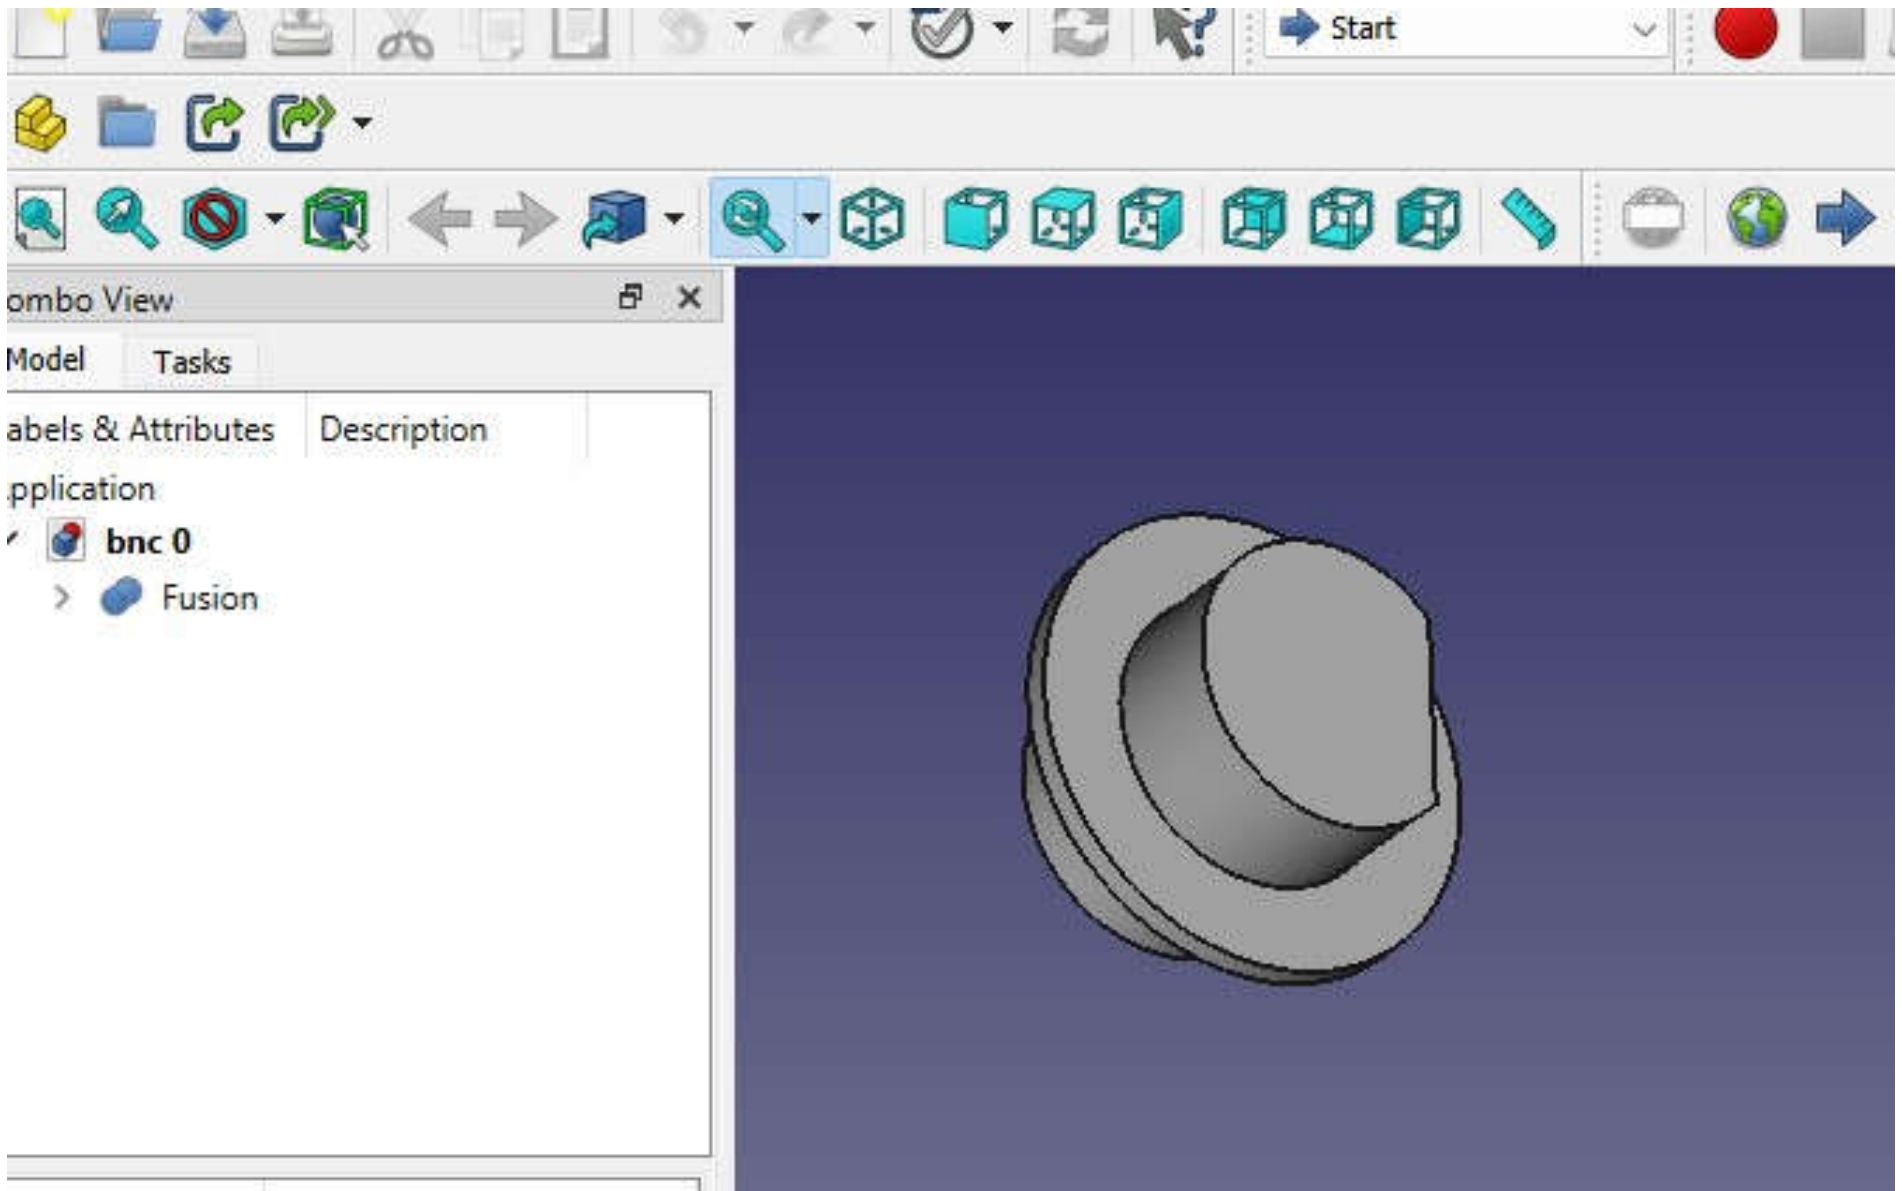 Start
ombo View
Model
Tasks
abels & Attributes
Description
pplication
bnc 0
Fusion